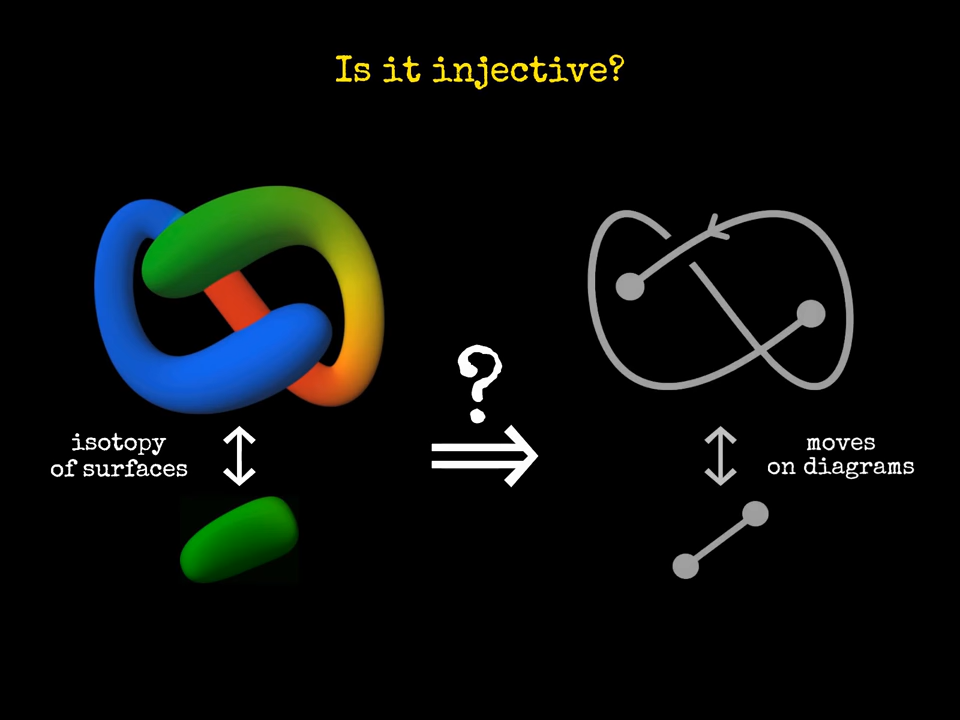 Is it injective?
?
isotopy
of surfaces
moves
on diagrams